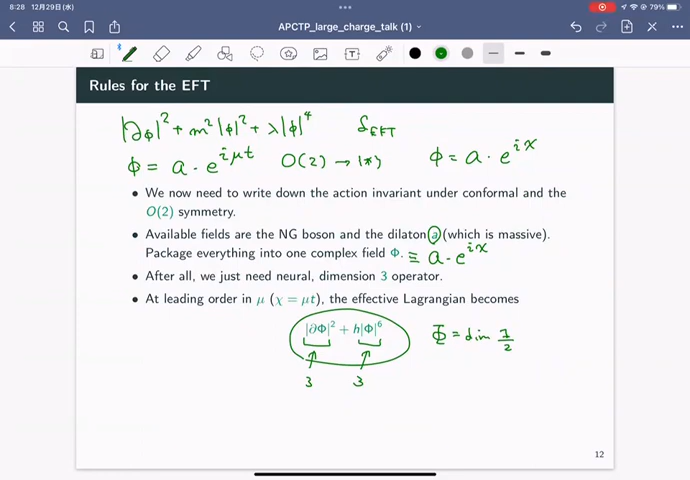 8:28 12月29日(水)
79%
APCTP_large_charge_talk (1)
Rules for the EFT
|∂φ|² + m²|φ|² + λ|φ|⁴
φ = a · e^{iμt}
O(2) → |*⟩
φ = a · e^{iχ}
• We now need to write down the action invariant under conformal and the
O(2) symmetry.
• Available fields are the NG boson and the dilaton a (which is massive).
Package everything into one complex field Φ. ≡ a · e^{iχ}
• After all, we just need neural, dimension 3 operator.
• At leading order in μ (χ = μt), the effective Lagrangian becomes
|∂Φ|² + h|Φ|⁶
Φ = dim 1/2
3 3
12